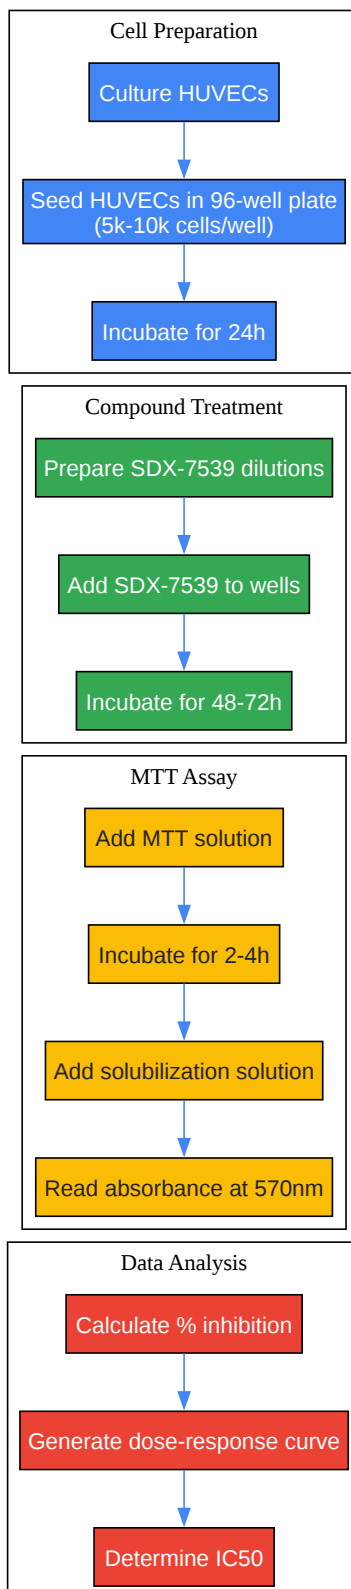 Cell Preparation
Culture HUVECs
Seed HUVECs in 96-well plate
(5k-10k cells/well)
Incubate for 24h
Compound Treatment
Prepare SDX-7539 dilutions
Add SDX-7539 to wells
Incubate for 48-72h
MTT Assay
Add MTT solution
Incubate for 2-4h
Add solubilization solution
Read absorbance at 570nm
Data Analysis
Calculate % inhibition
Generate dose-response curve
Determine IC50